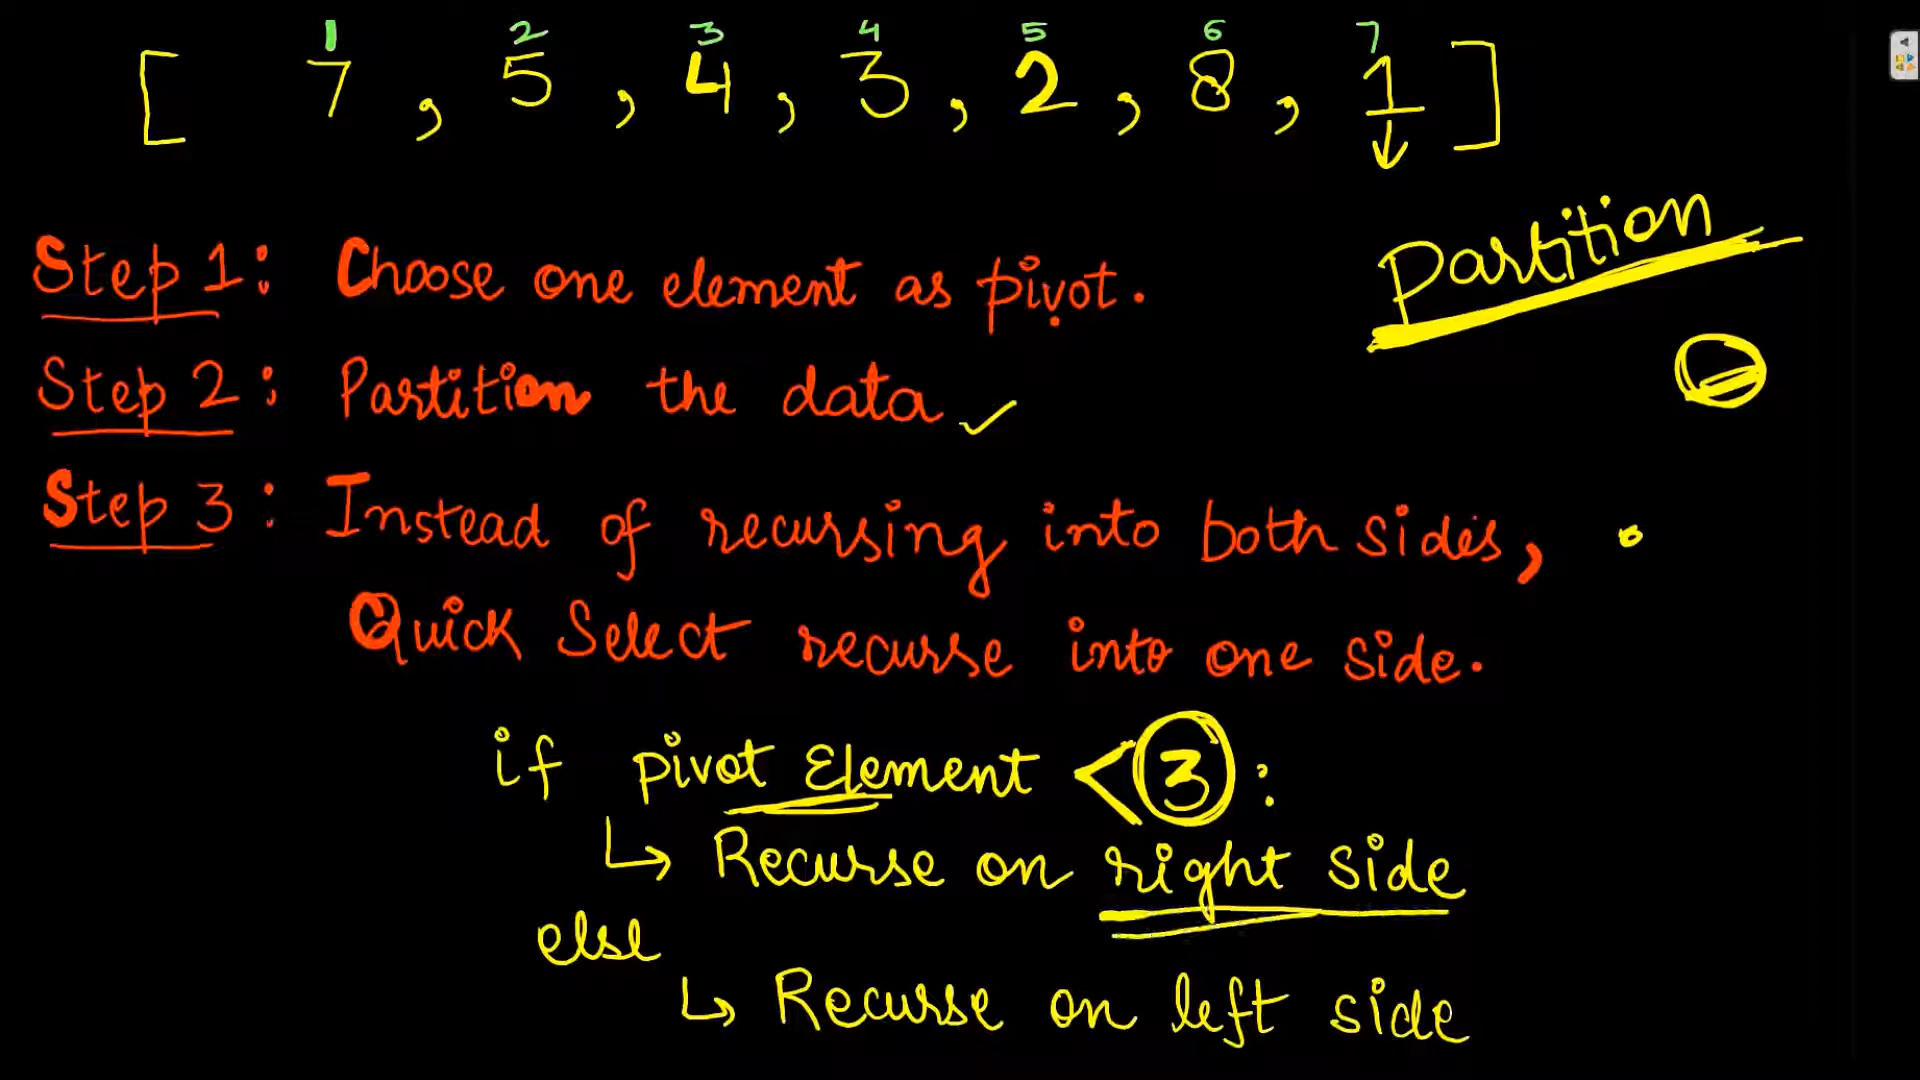 1 2 3 4 5 6 7
[ 7 , 5 , 4 , 3 , 2 , 8 , 1 ]
Partition
Step 1: Choose one element as pivot.
Step 2: Partition the data
Step 3: Instead of recursing into both sides,
Quick Select recurse into one side.
if pivot Element < 3 :
↳ Recurse on right side
else
↳ Recurse on left side